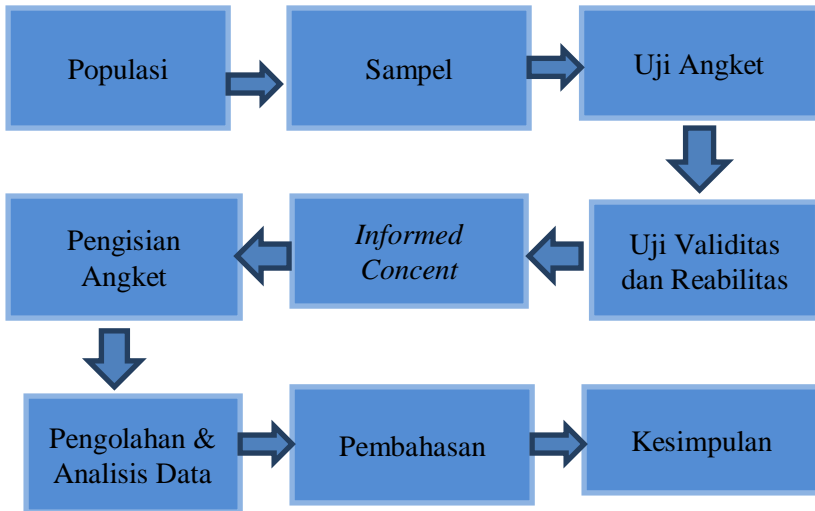 Populasi
Sampel
Uji Angket
Uji Validitas
dan Reabilitas
Informed
Concent
Pengisian
Angket
Pengolahan &
Analisis Data
Pembahasan
Kesimpulan